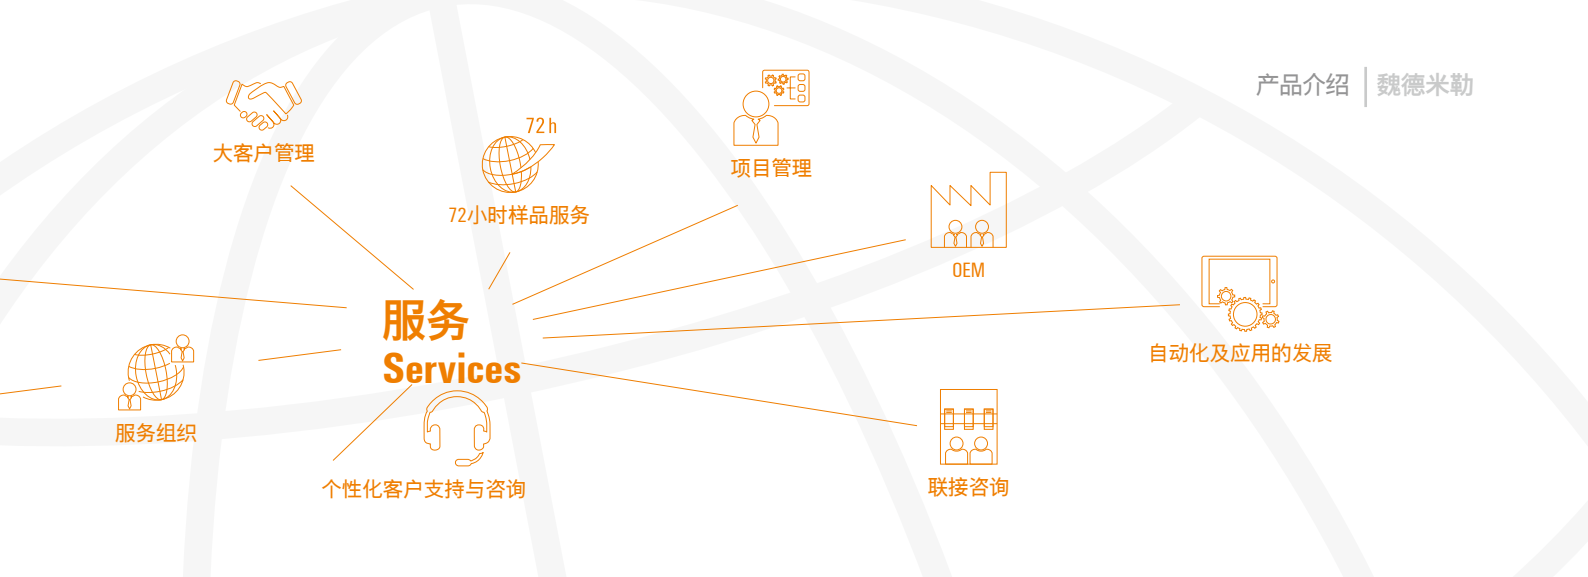 产品介绍 魏德米勒
72 h
大客户管理
项目管理
72小时样品服务
OEM
服务
Services
自动化及应用的发展
服务组织
个性化客户支持与咨询
联接咨询